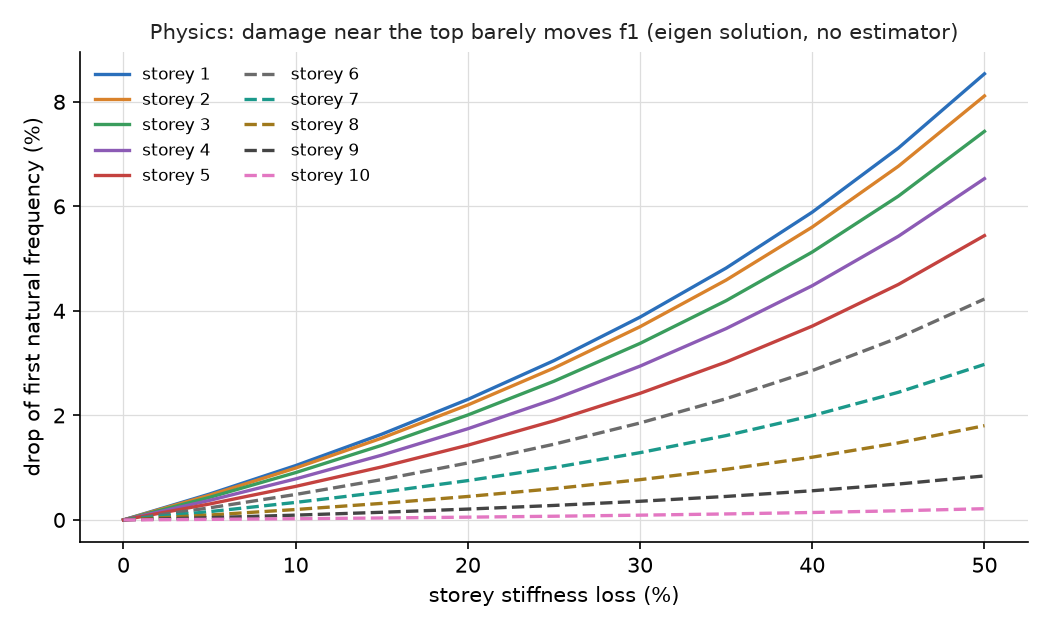 Physics: damage near the top barely moves f1 (eigen solution, no estimator)
storey 1
storey 2
storey 3
storey 4
storey 5
storey 6
storey 7
storey 8
storey 9
storey 10
drop of first natural frequency (%)
8
6
4
2
0
0 10 20 30 40 50
storey stiffness loss (%)